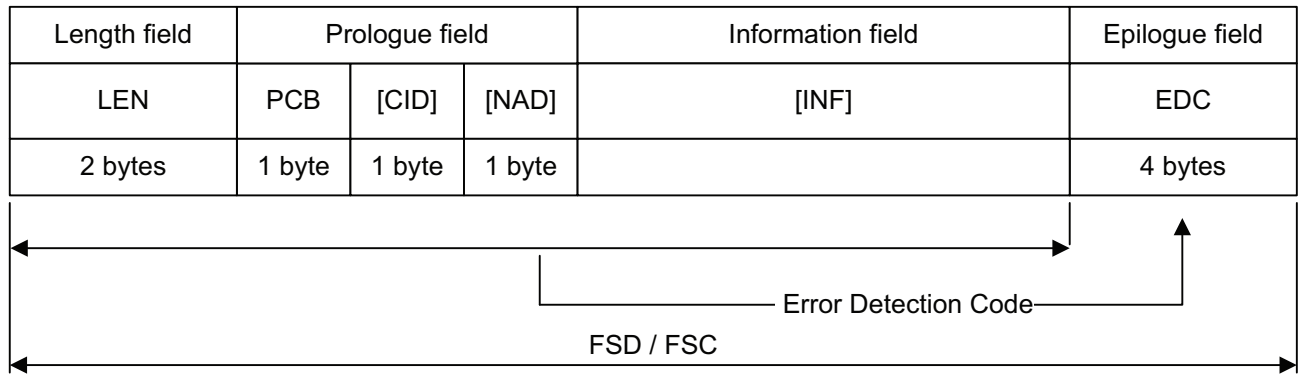 Length field Prologue field Information field Epilogue field
LEN PCB [CID] [NAD] [INF] EDC
2 bytes 1 byte 1 byte 1 byte 4 bytes
Error Detection Code
FSD / FSC